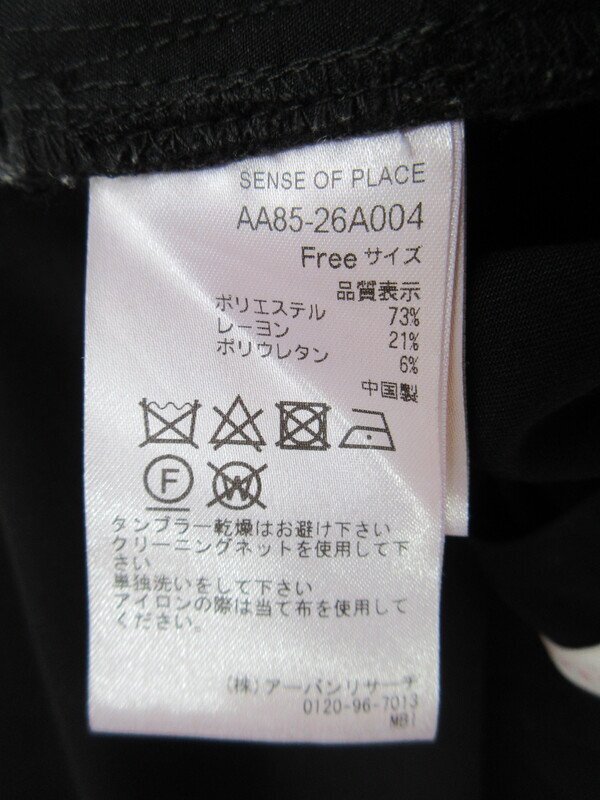 SENSE OF PLACE
AA85-26A004
Free サイズ
品質表示
ポリエステル 73%
レーヨン 21%
ポリウレタン 6%
中国製
F
W
タンブラー乾燥はお避け下さい
クリーニングネットを使用して下
さい
単独洗いをして下さい
アイロンの際は当て布を使用して
ください。
(株)アーバンリサーチ
0120-96-7013